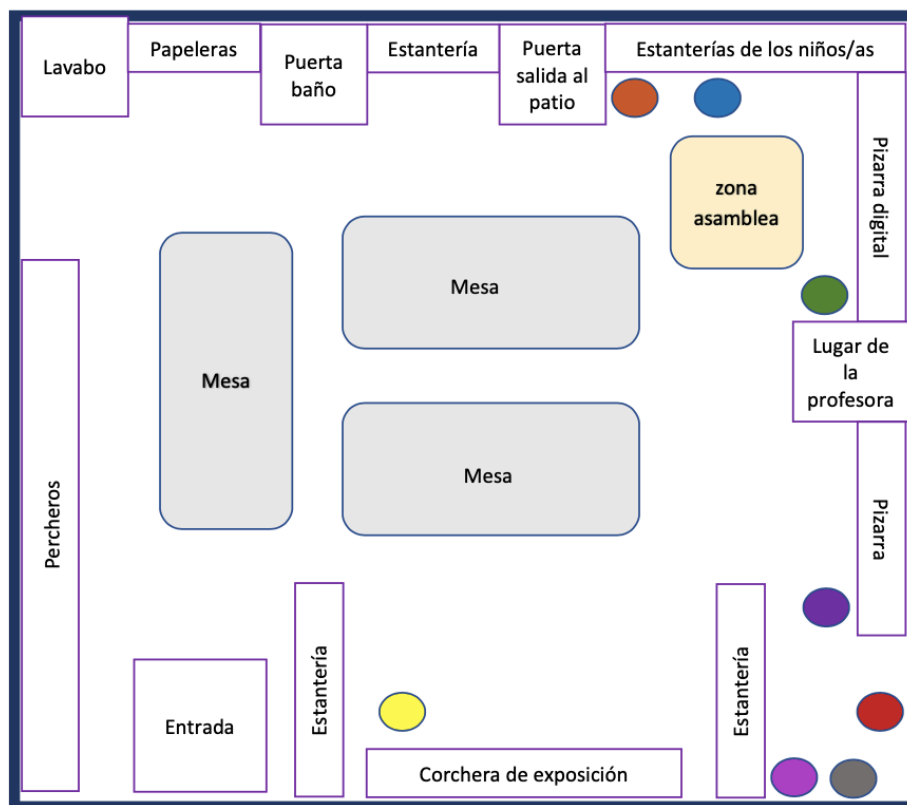 Lavabo
Papeleras
Puerta
baño
Estantería
Puerta
salida al
patio
Estanterías de los niños/as
Pizarra digital
zona
asamblea
Mesa
Mesa
Mesa
Lugar de
la
profesora
Pizarra
Percheros
Entrada
Estantería
Corchera de exposición
Estantería